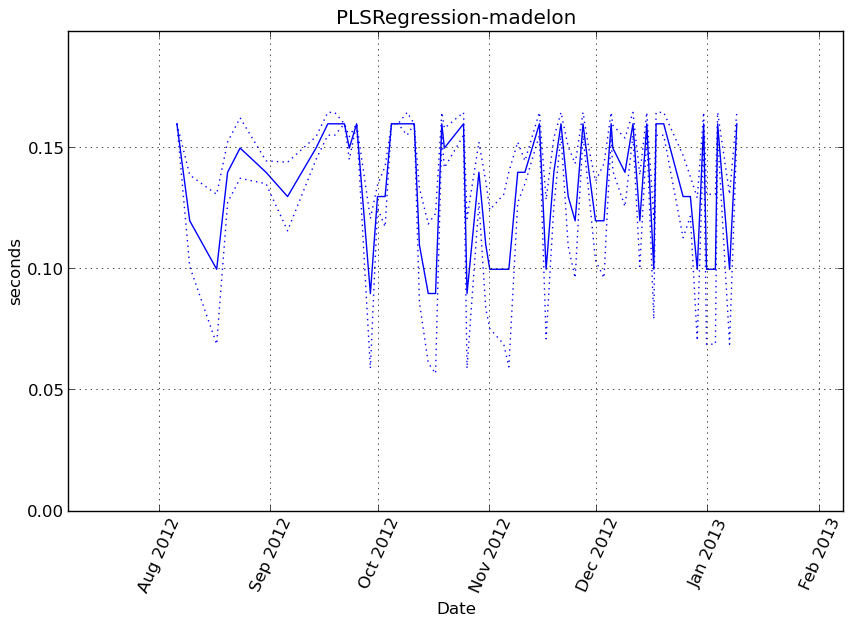 PLSRegression-madelon
seconds
0.15
0.10
0.05
0.00
Aug 2012
Sep 2012
Oct 2012
Nov 2012
Dec 2012
Jan 2013
Feb 2013
Date